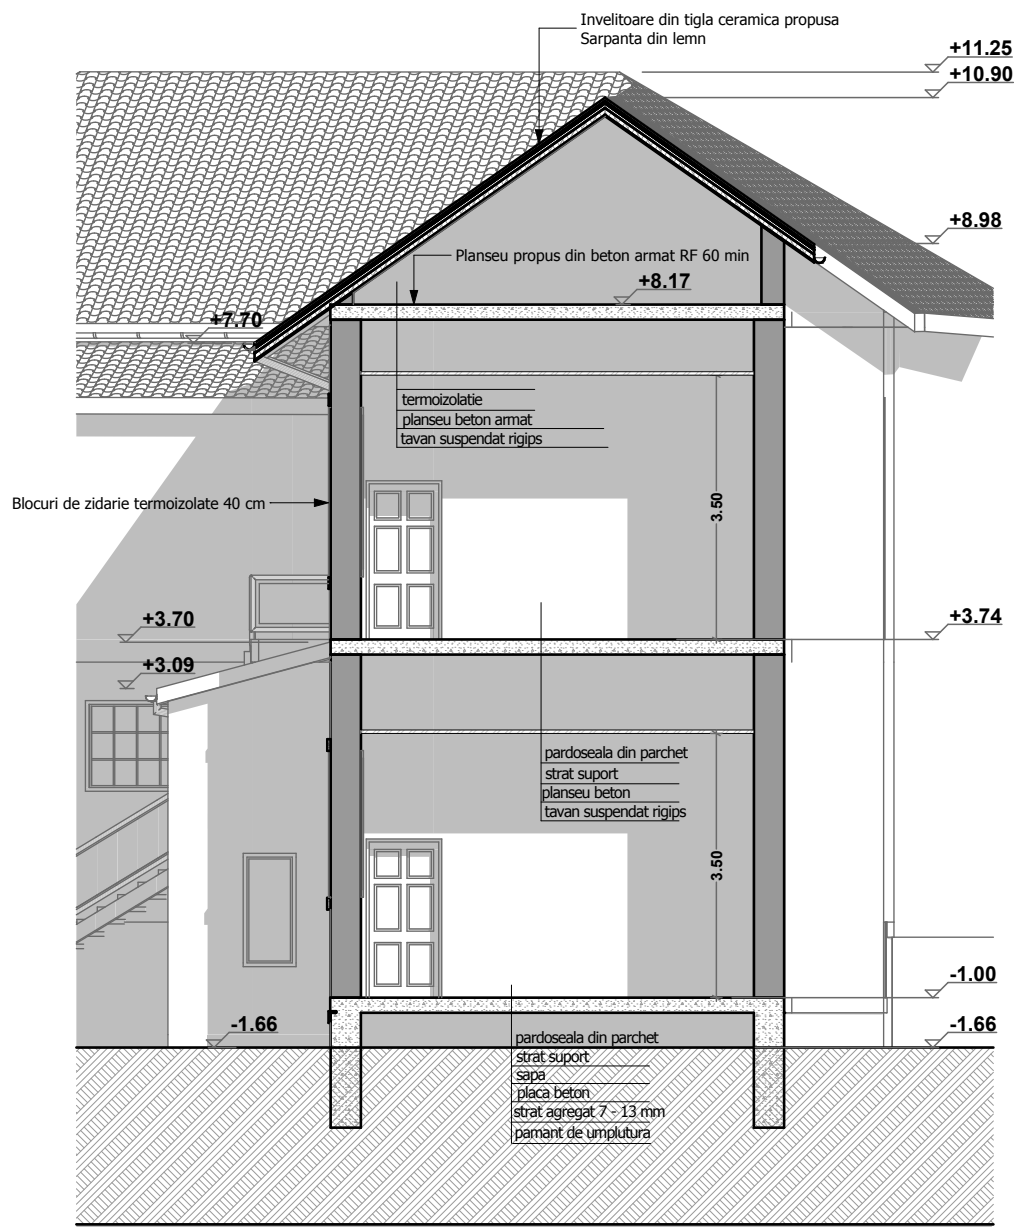 Invelitoare din tigla ceramica propusa
Sarpanta din lemn
+11.25
+10.90
+8.98
Planseu propus din beton armat RF 60 min
+8.17
+7.70
termoizolatie
planseu beton armat
tavan suspendat rigips
Blocuri de zidarie termoizolate 40 cm
3.50
+3.70
+3.74
+3.09
pardoseala din parchet
strat suport
planseu beton
tavan suspendat rigips
3.50
-1.00
-1.66
-1.66
pardoseala din parchet
strat suport
sapa
placa beton
strat agregat 7 - 13 mm
pamant de umplutura